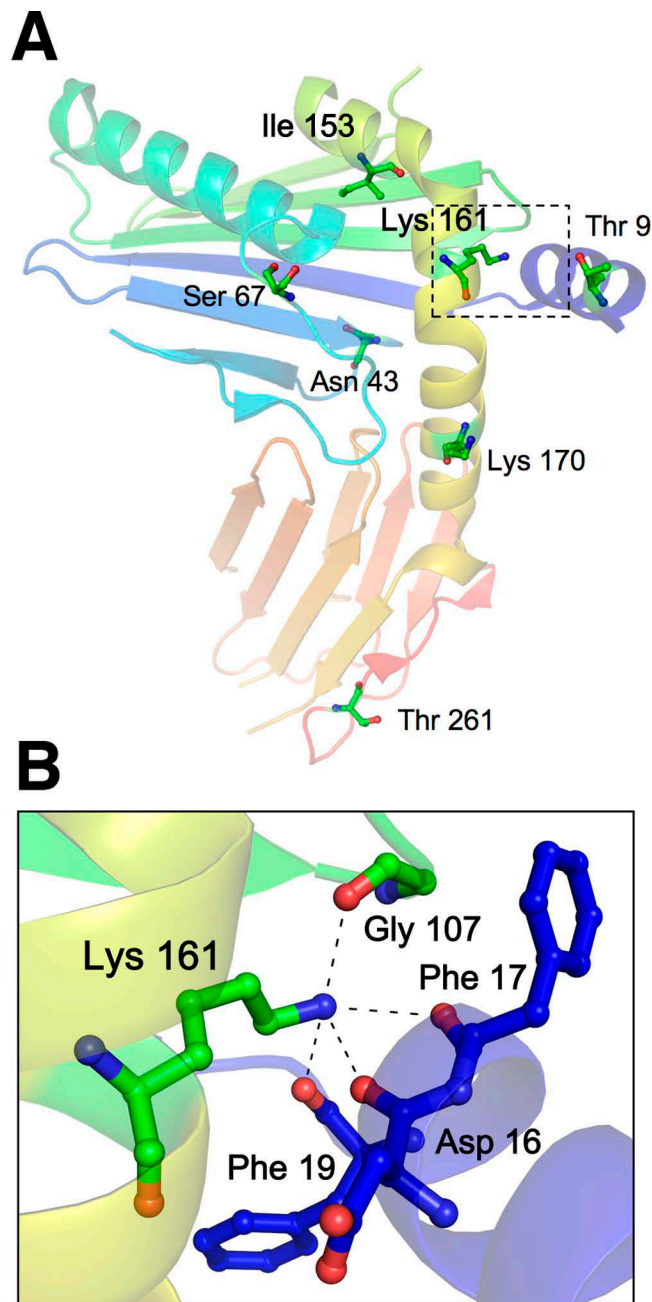 A
Ile 153
Lys 161
Thr 9
Ser 67
Asn 43
Lys 170
Thr 261
B
Gly 107
Lys 161
Phe 17
Asp 16
Phe 19